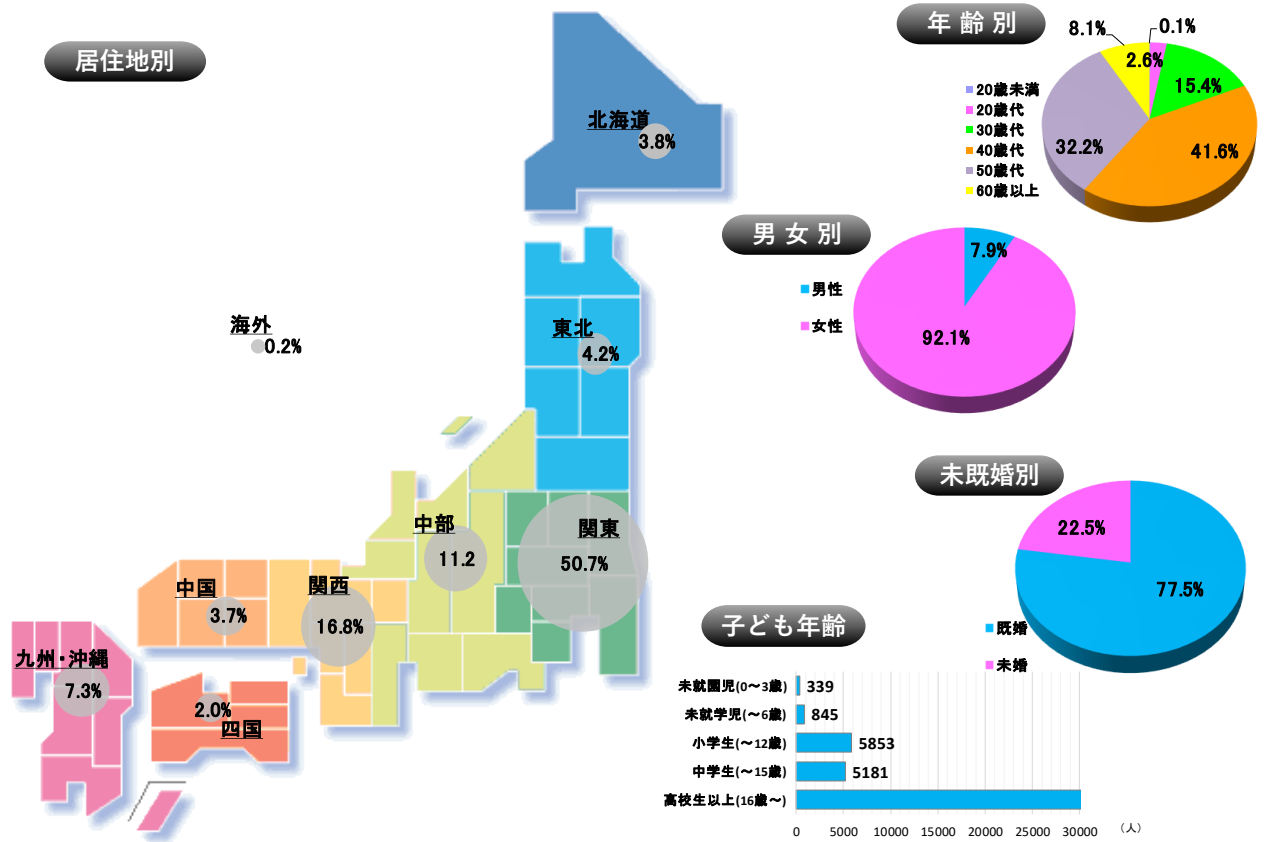 居住地別
北海道
3.8%
海外
0.2%
東北
4.2%
関東
50.7%
中部
11.2
関西
16.8%
中国
3.7%
九州・沖縄
7.3%
2.0%
四国
年齢別
8.1%
0.1%
2.6%
15.4%
41.6%
32.2%
20歳未満
20歳代
30歳代
40歳代
50歳代
60歳以上
男女別
男性
女性
7.9%
92.1%
未既婚別
22.5%
77.5%
既婚
未婚
子ども年齢
未就園児(0～3歳) 339
未就学児(～6歳) 845
小学生(～12歳) 5853
中学生(～15歳) 5181
高校生以上(16歳～)
0 5000 10000 15000 20000 25000 30000 （人）